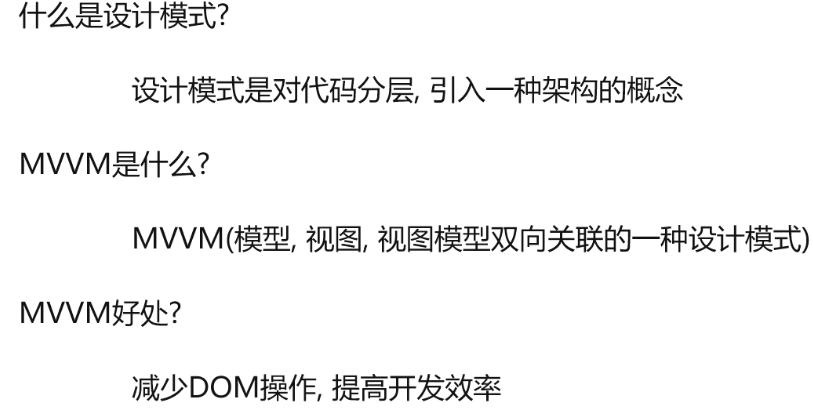 什么是设计模式?
设计模式是对代码分层, 引入一种架构的概念
MVVM是什么?
MVVM(模型, 视图, 视图模型双向关联的一种设计模式)
MVVM好处?
减少DOM操作, 提高开发效率